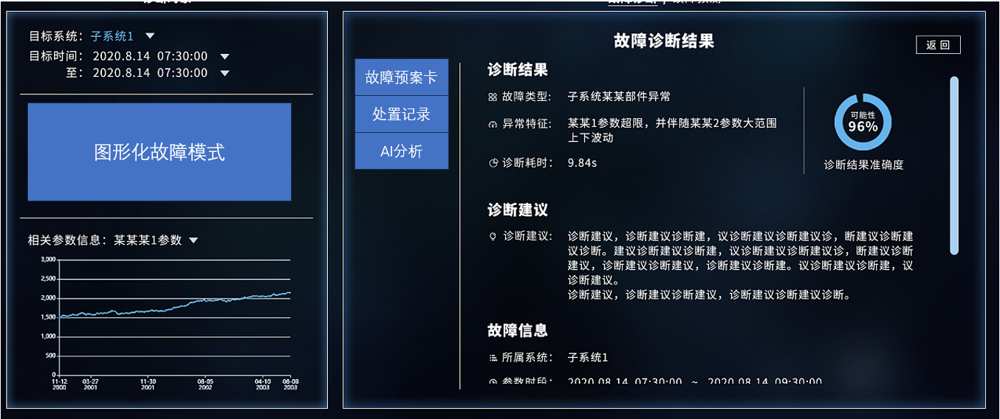 目标系统：子系统1
目标时间： 2020.8.14 07:30:00
至： 2020.8.14 07:30:00
图形化故障模式
相关参数信息：某某某1参数
3,000
2,500
2,000
1,500
1,000
500
0
11-12 03-27 11-30 08-05 04-10 08-08
2000 2001 2001 2002 2003 2003
故障诊断结果
返 回
故障预案卡
处置记录
AI分析
诊断结果
故障类型： 子系统某某部件异常
异常特征： 某某1参数超限，并伴随某某2参数大范围
上下波动
诊断耗时： 9.84s
可能性
96%
诊断结果准确度
诊断建议
诊断建议： 诊断建议，诊断建议诊断建，议诊断建议诊断建议诊，断建议诊断建
议诊断。建议诊断建议诊断建，议诊断建议诊断建议诊，断建议诊断
建议，诊断建议诊断建议，诊断建议诊断建。议诊断建议诊断建，议
诊断建议。
诊断建议，诊断建议诊断建议，诊断建议诊断建议诊断。
故障信息
所属系统： 子系统1
参数时段： 2020.08.14 07:30:00 ~ 2020.08.14 09:30:00